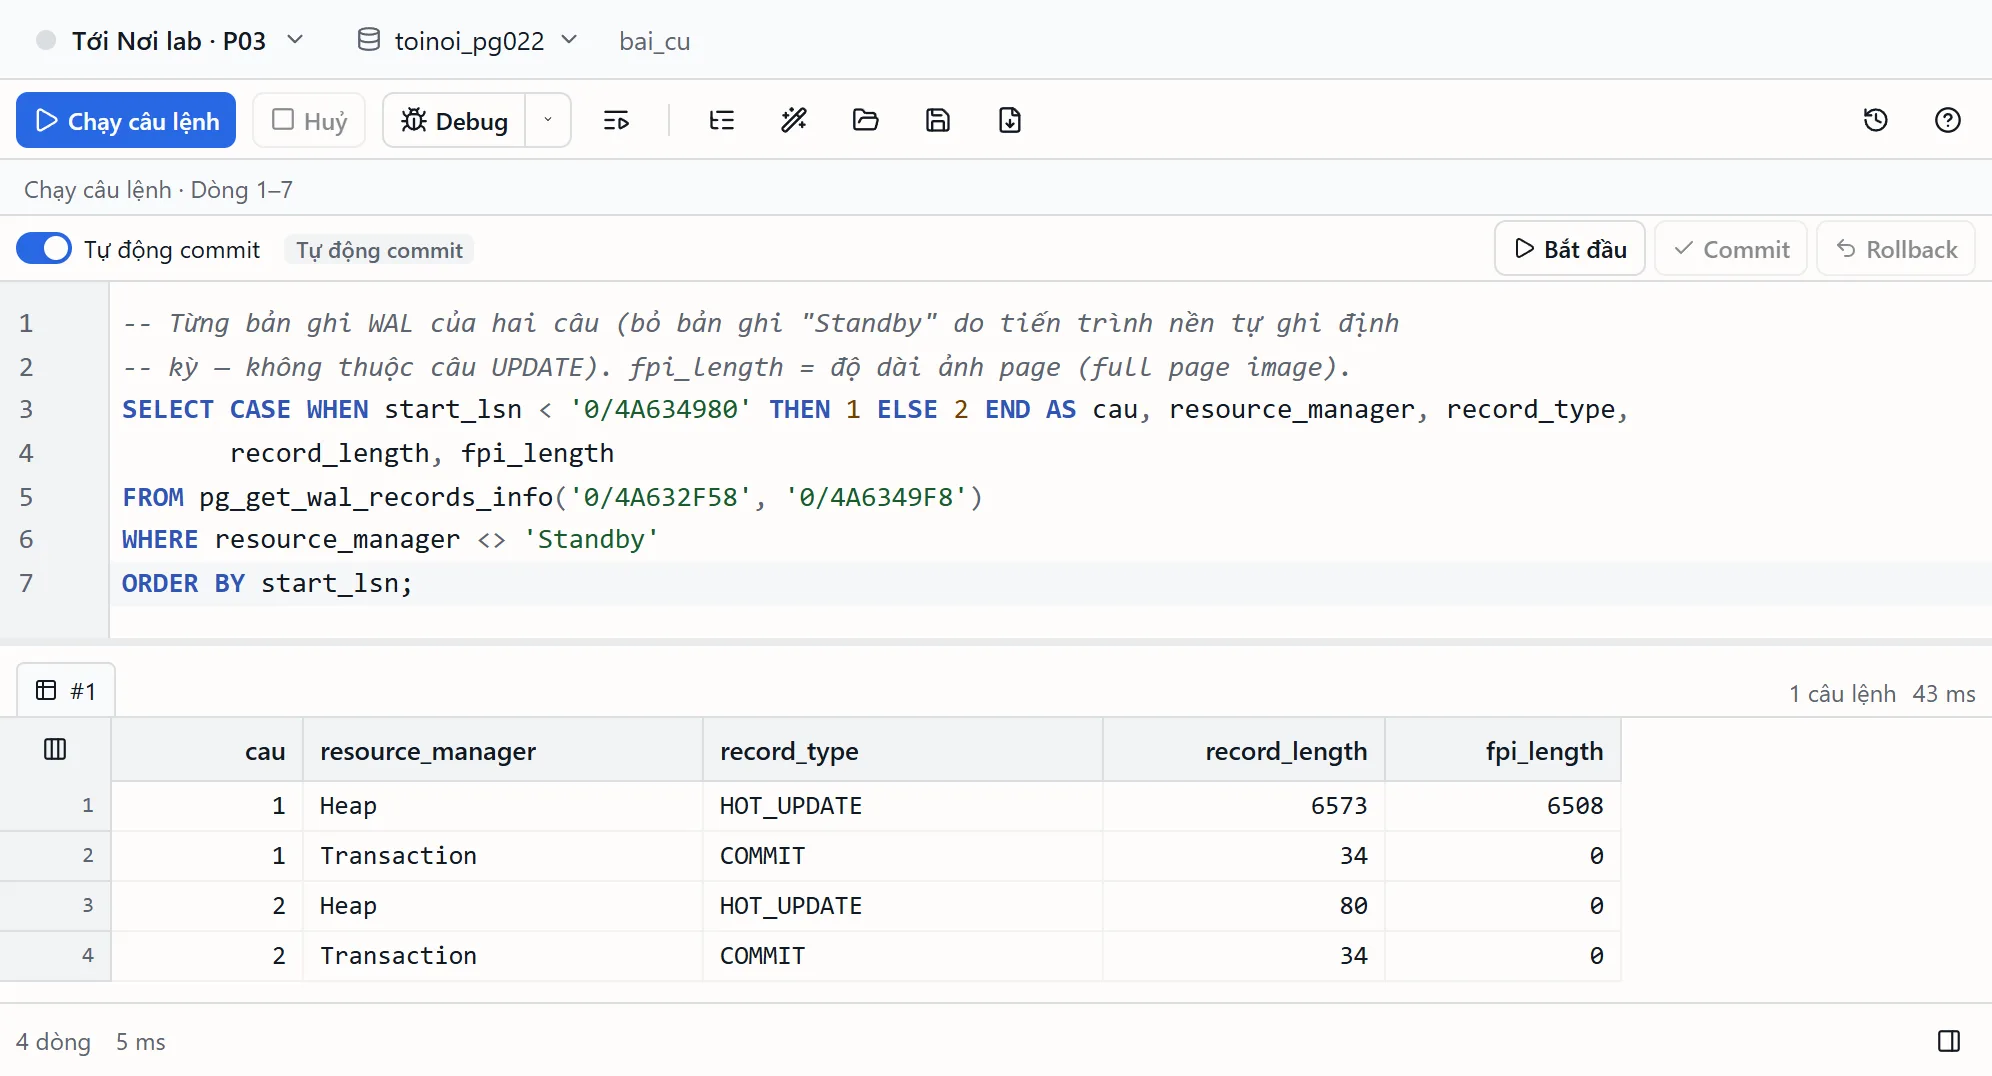 Tới Nơi lab · P03 toinoi_pg022 bai_cu
Chạy câu lệnh Huỷ Debug
Chạy câu lệnh · Dòng 1–7
Tự động commit Tự động commit Bắt đầu Commit Rollback
1 -- Từng bản ghi WAL của hai câu (bỏ bản ghi "Standby" do tiến trình nền tự ghi định
2 -- kỳ — không thuộc câu UPDATE). fpi_length = độ dài ảnh page (full page image).
3 SELECT CASE WHEN start_lsn < '0/4A634980' THEN 1 ELSE 2 END AS cau, resource_manager, record_type,
4 record_length, fpi_length
5 FROM pg_get_wal_records_info('0/4A632F58', '0/4A6349F8')
6 WHERE resource_manager <> 'Standby'
7 ORDER BY start_lsn;
#1 1 câu lệnh 43 ms
cau resource_manager record_type record_length fpi_length
1 1 Heap HOT_UPDATE 6573 6508
2 1 Transaction COMMIT 34 0
3 2 Heap HOT_UPDATE 80 0
4 2 Transaction COMMIT 34 0
4 dòng 5 ms